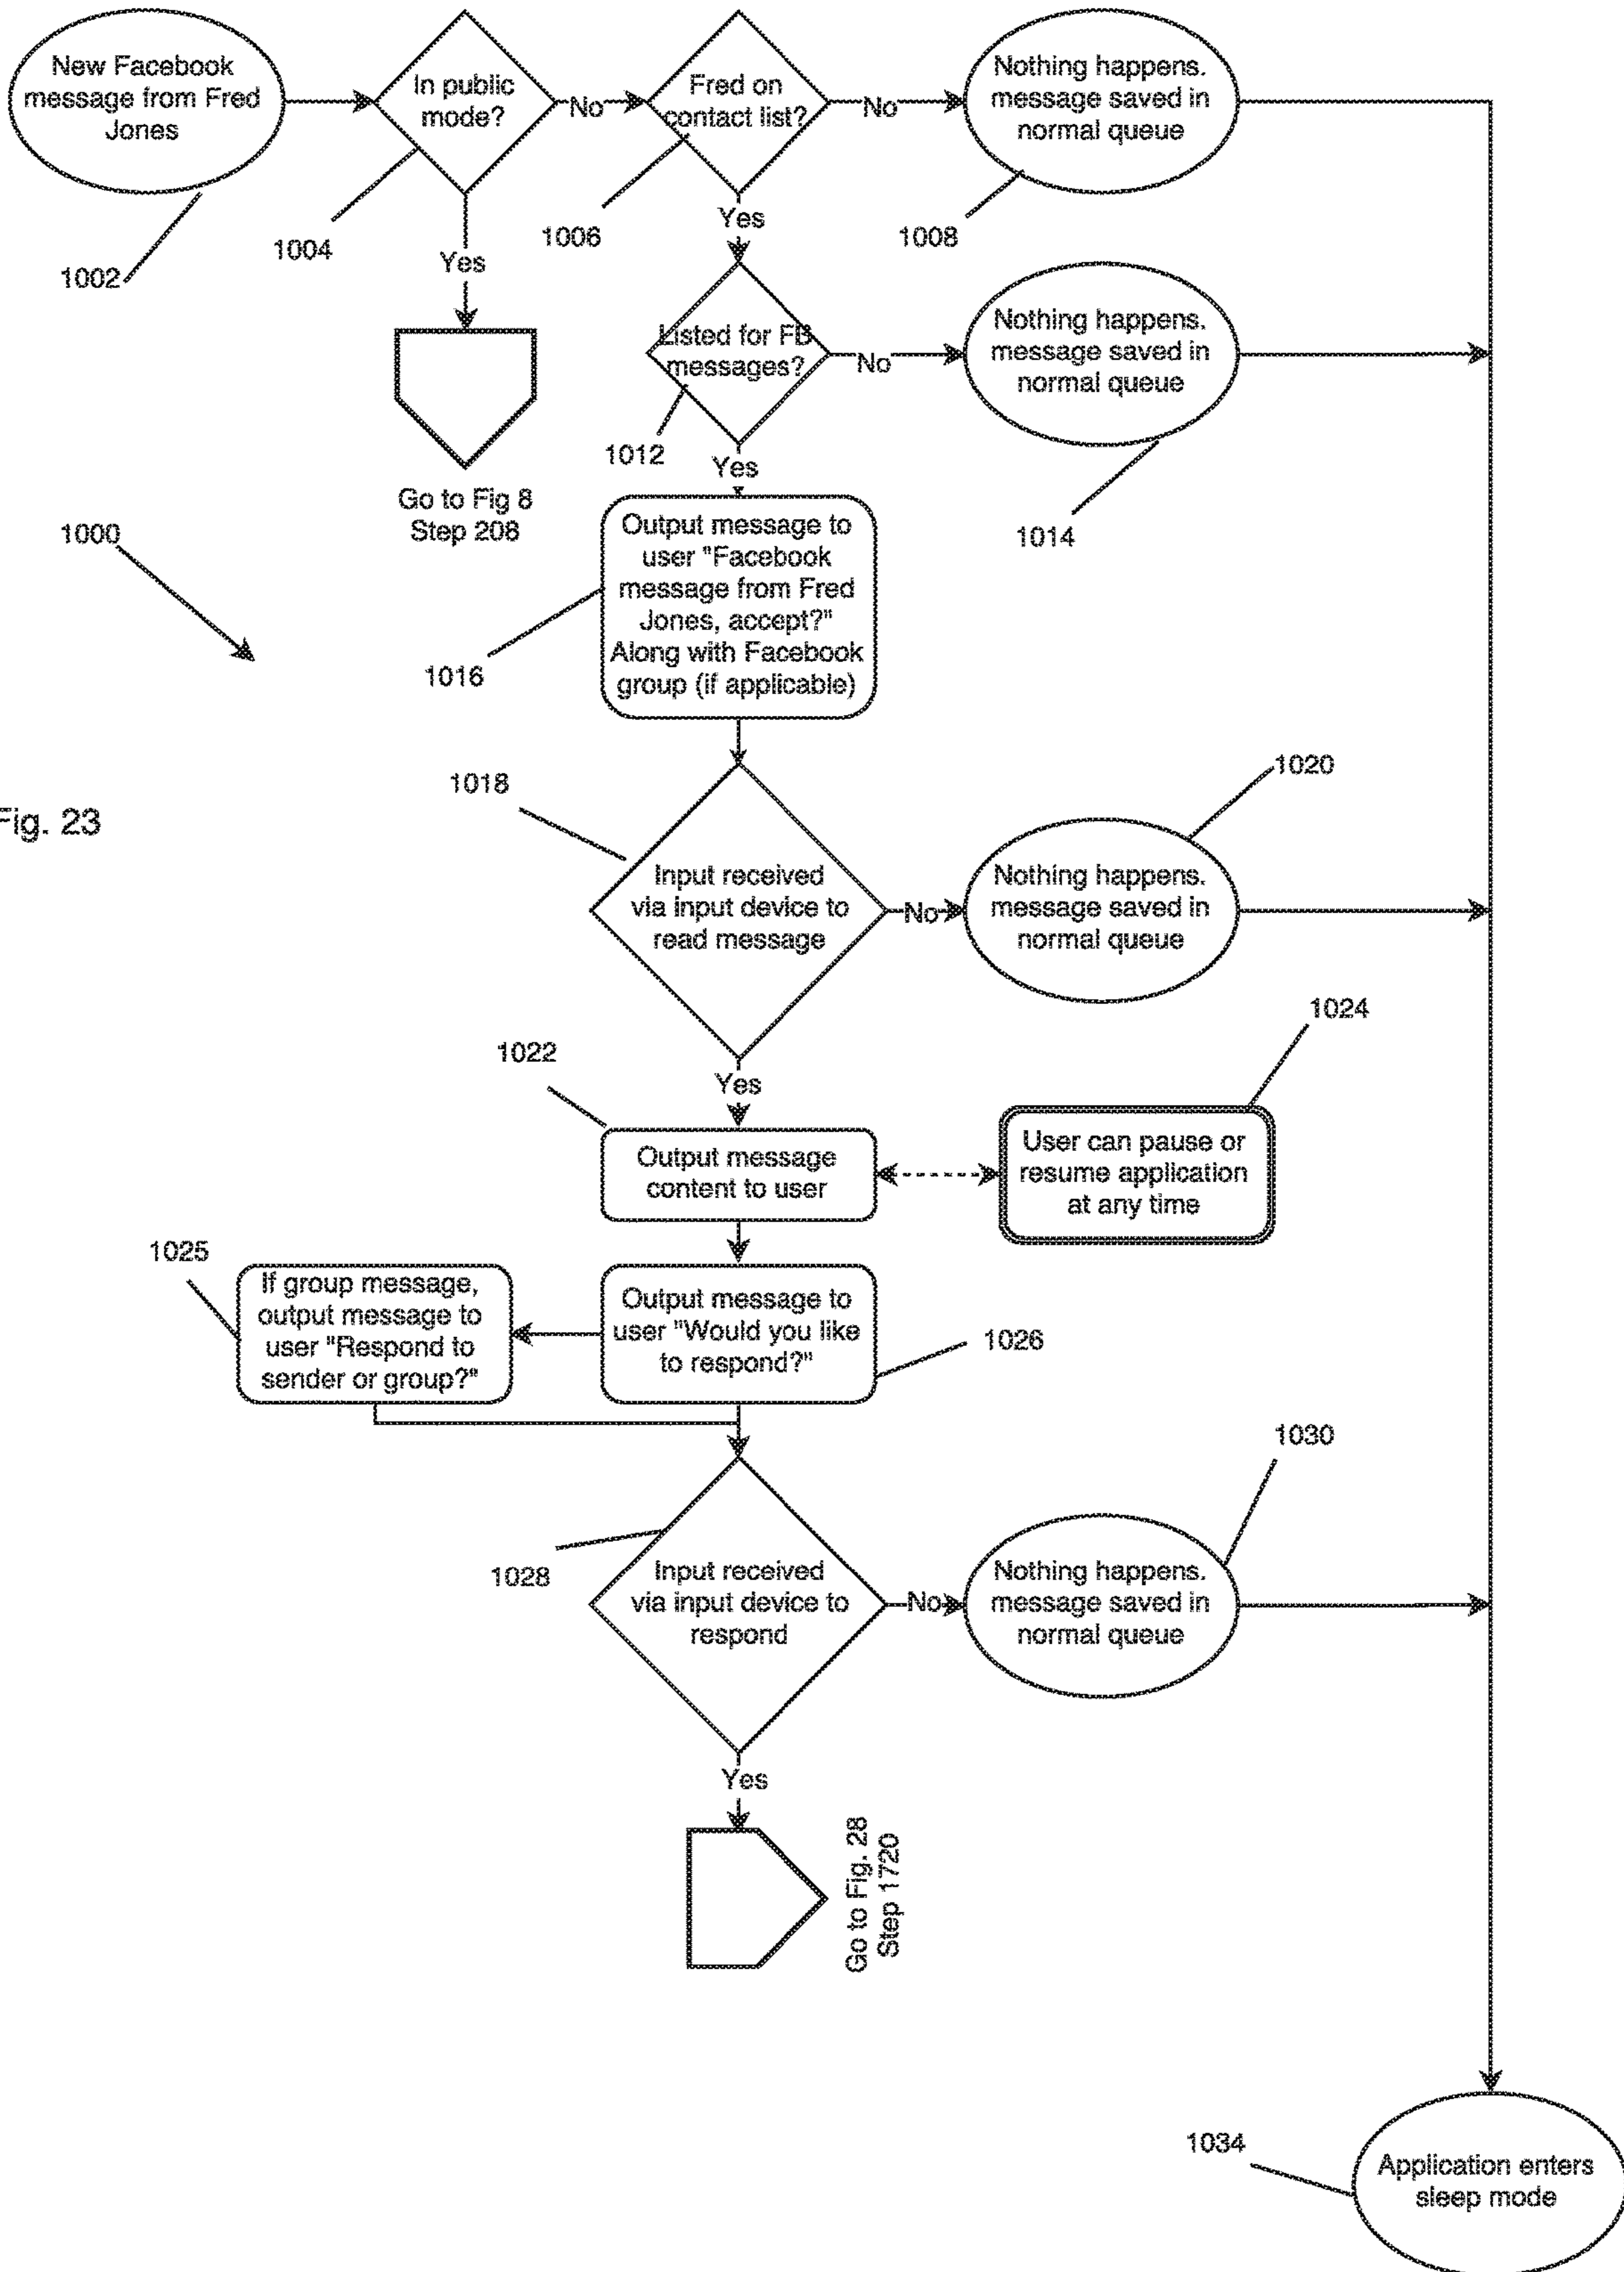 New Facebook
message from Fred
Jones
In public
mode?
No
Fred on
contact list?
No
Nothing happens.
message saved in
normal queue
1002
1004
Yes
1006
Yes
1008
Go to Fig 8
Step 208
Listed for FB
messages?
No
Nothing happens.
message saved in
normal queue
1012
Yes
1014
1000
Output message to
user "Facebook
message from Fred
Jones, accept?"
Along with Facebook
group (if applicable)
1016
Fig. 23
1018
Input received
via input device to
read message
No
Nothing happens.
message saved in
normal queue
1020
Yes
1022
Output message
content to user
1024
User can pause or
resume application
at any time
1025
If group message,
output message to
user "Respond to
sender or group?"
Output message to
user "Would you like
to respond?"
1026
1028
Input received
via input device to
respond
No
Nothing happens.
message saved in
normal queue
1030
Yes
Go to Fig. 28
Step 1720
1034
Application enters
sleep mode